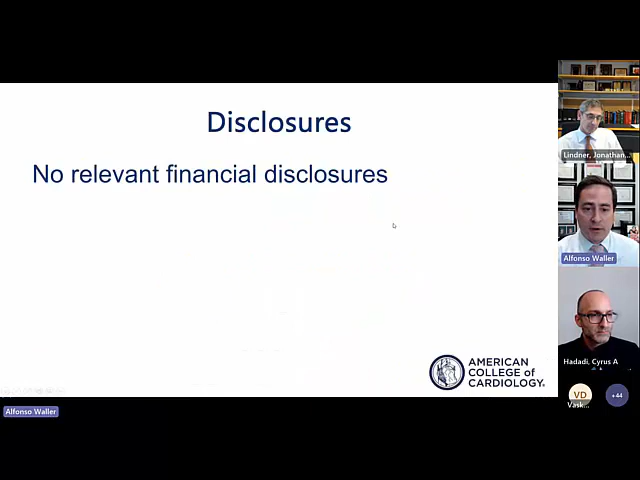 Disclosures
No relevant financial disclosures
AMERICAN
COLLEGE of
CARDIOLOGY®
Alfonso Waller
Lindner, Jonathan...
Alfonso Waller
Hadadi, Cyrus A
VD
Vask...
+44